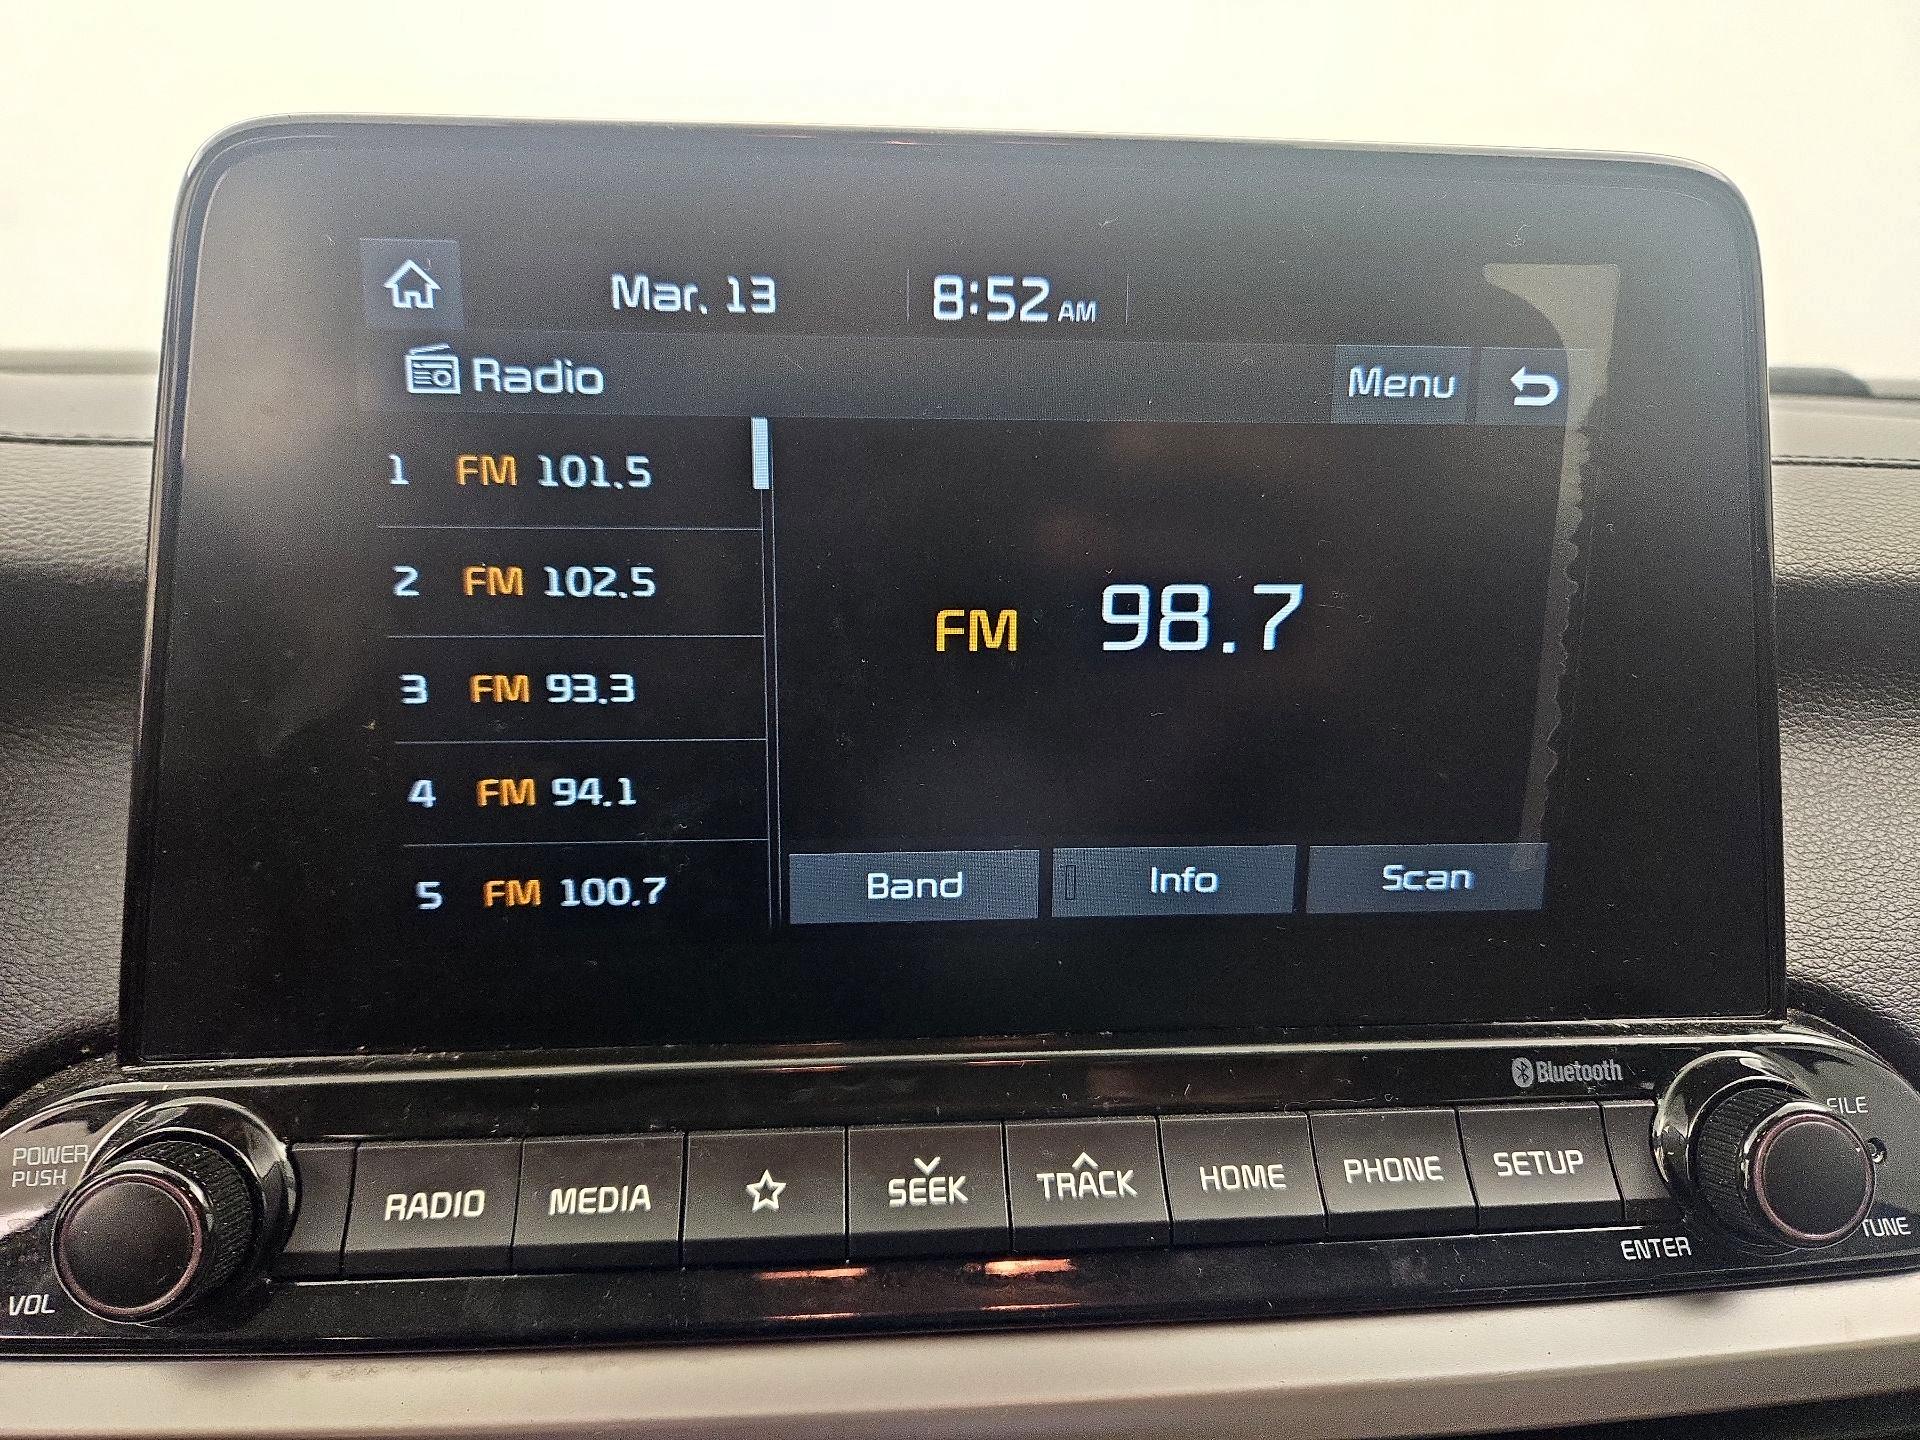 Mar. 13 8:52 AM
Radio Menu
1 FM 101.5
2 FM 102.5
3 FM 93.3
4 FM 94.1
5 FM 100.7
FM 98.7
Band Info Scan
Bluetooth
POWER
PUSH
VOL
RADIO MEDIA SEEK TRACK HOME PHONE SETUP
FILE
TUNE
ENTER